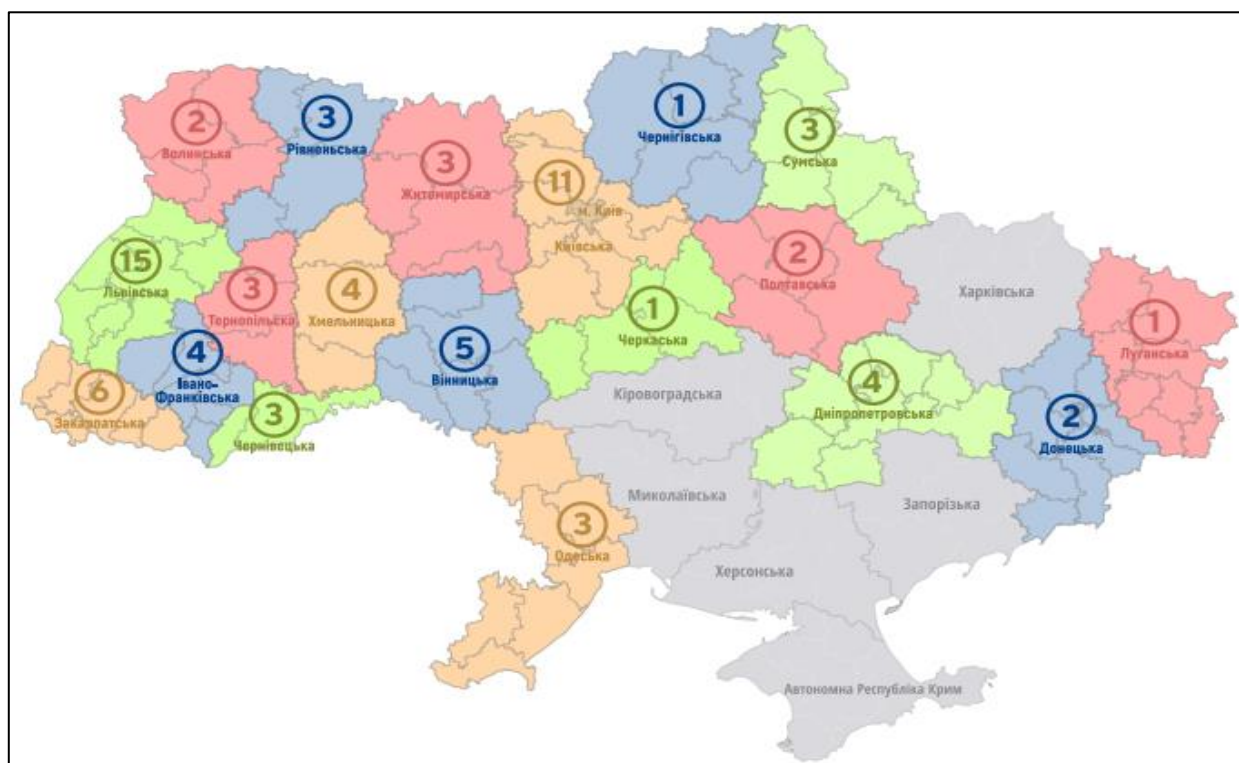 2
Волинська
3
Рівненська
3
Житомирська
11
м. Київ
Київська
1
Чернігівська
3
Сумська
15
Львівська
3
Тернопільська
4
Хмельницька
2
Полтавська
Харківська
1
Луганська
1
Черкаська
4
Івано-
Франківська
5
Вінницька
6
Закарпатська
3
Чернівецька
Кіровоградська
4
Дніпропетровська
2
Донецька
Миколаївська
Запорізька
3
Одеська
Херсонська
Автономна Республіка Крим